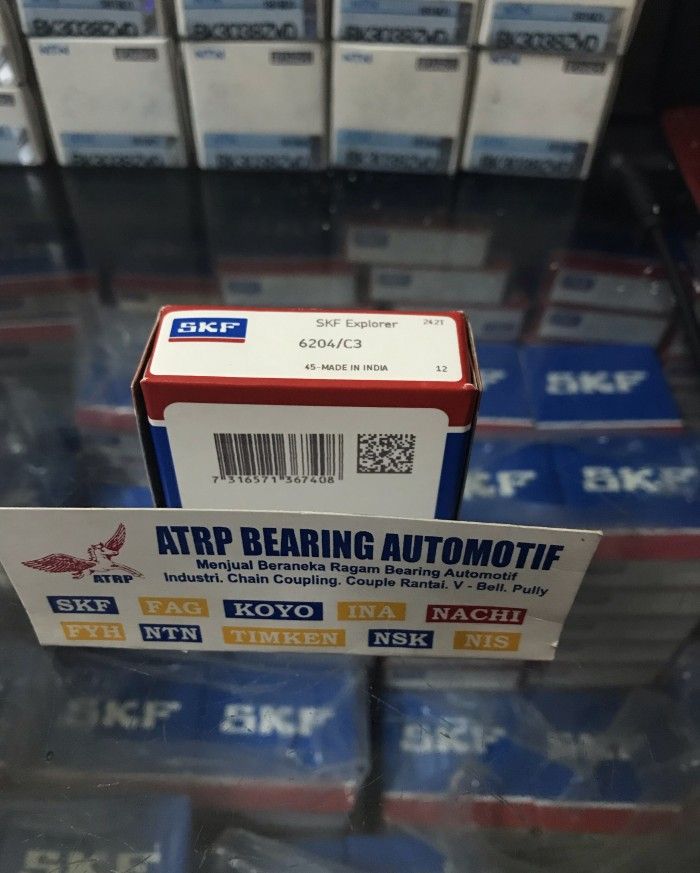 SKF
SKF Explorer
242T
6204/C3
45-MADE IN INDIA
12
7 316571 367408
SKF
SKF
ATRP BEARING AUTOMOTIF
Menjual Beraneka Ragam Bearing Automotif
Industri. Chain Coupling. Couple Rantai. V - Bell. Pully
ATRP
SKF FAG KOYO INA NACHI
FYH NTN TIMKEN NSK NIS
SKF SKF
SKF
SKF